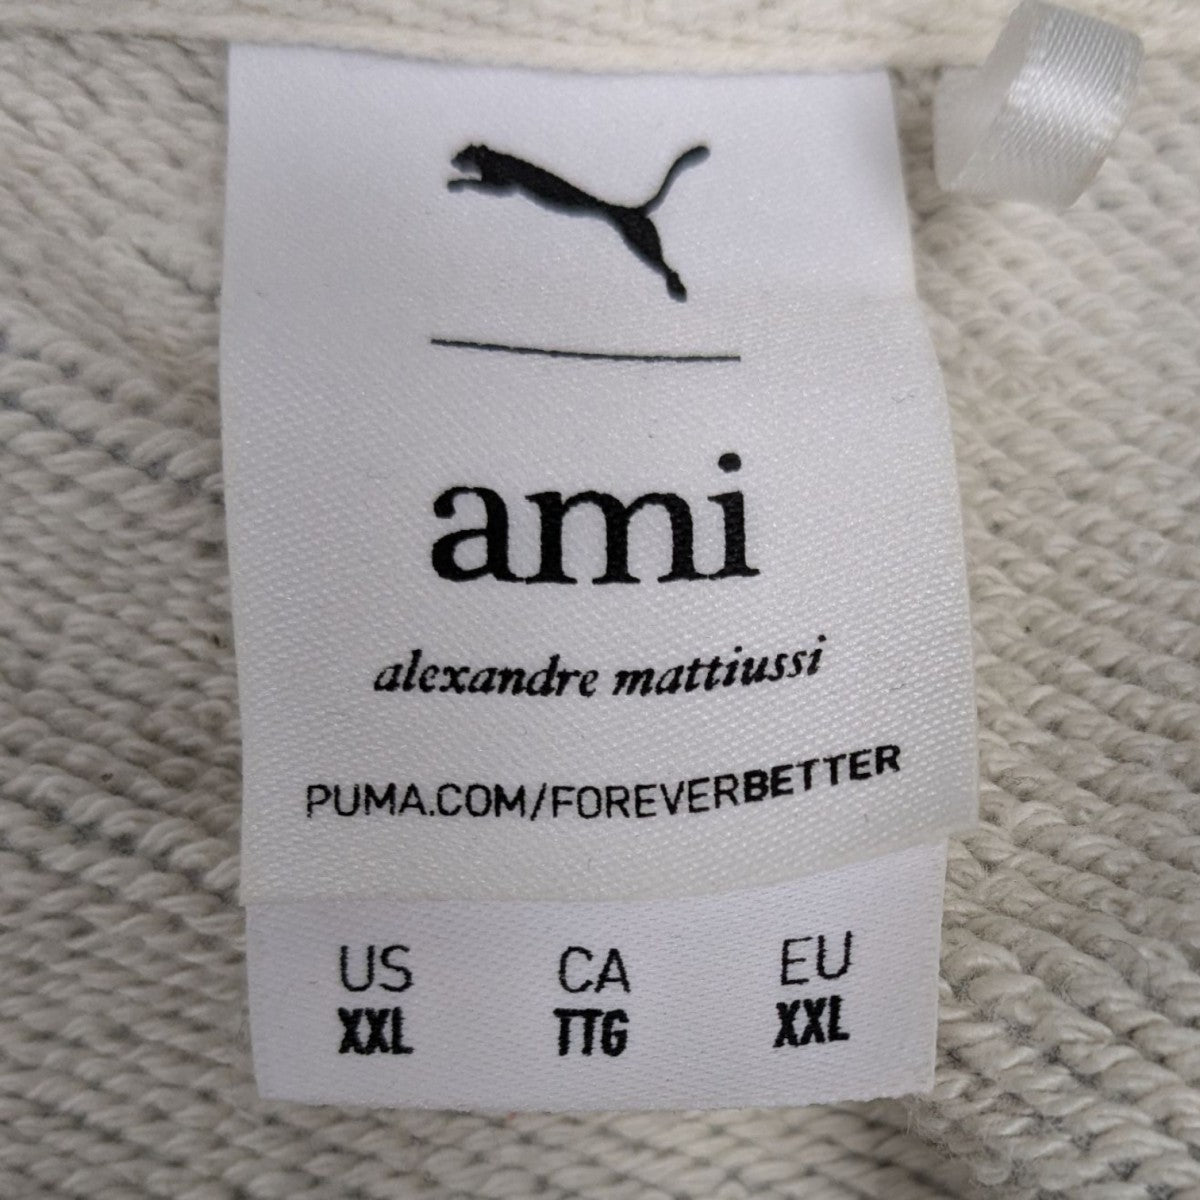 ami
alexandre mattiussi
PUMA.COM/FOREVERBETTER
US CA EU
XXL TTG XXL